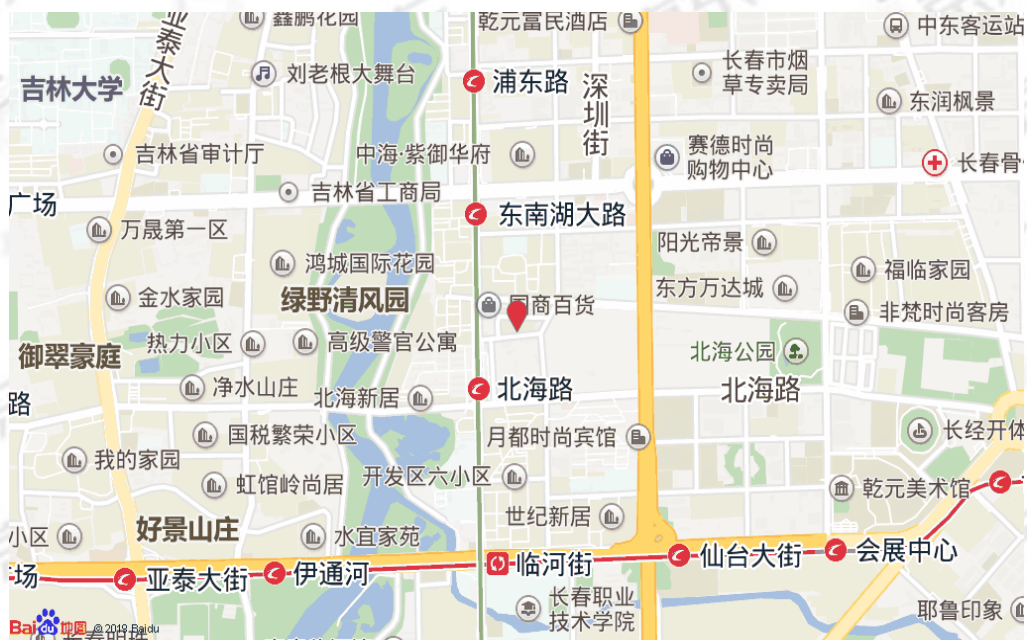 鑫鹏花园
乾元富民酒店
中东客运站
亚泰大街
刘老根大舞台
浦东路
深圳街
长春市烟
草专卖局
吉林大学
东润枫景
吉林省审计厅
中海·紫御华府
赛德时尚
购物中心
长春骨
吉林省工商局
广场
东南湖大路
万晟第一区
阳光帝景
鸿城国际花园
福临家园
金水家园
绿野清风园
国商百货
东方万达城
非梵时尚客房
热力小区
高级警官公寓
御翠豪庭
北海公园
净水山庄
北海新居
北海路
北海路
路
国税繁荣小区
月都时尚宾馆
长经开体
我的家园
开发区六小区
虹馆岭尚居
乾元美术馆
世纪新居
好景山庄
小区
水宜家苑
临河街
仙台大街
会展中心
广场
亚泰大街
伊通河
长春职业
技术学院
耶鲁印象
Bai
du
地图
© 2019 Baidu
长春明珠